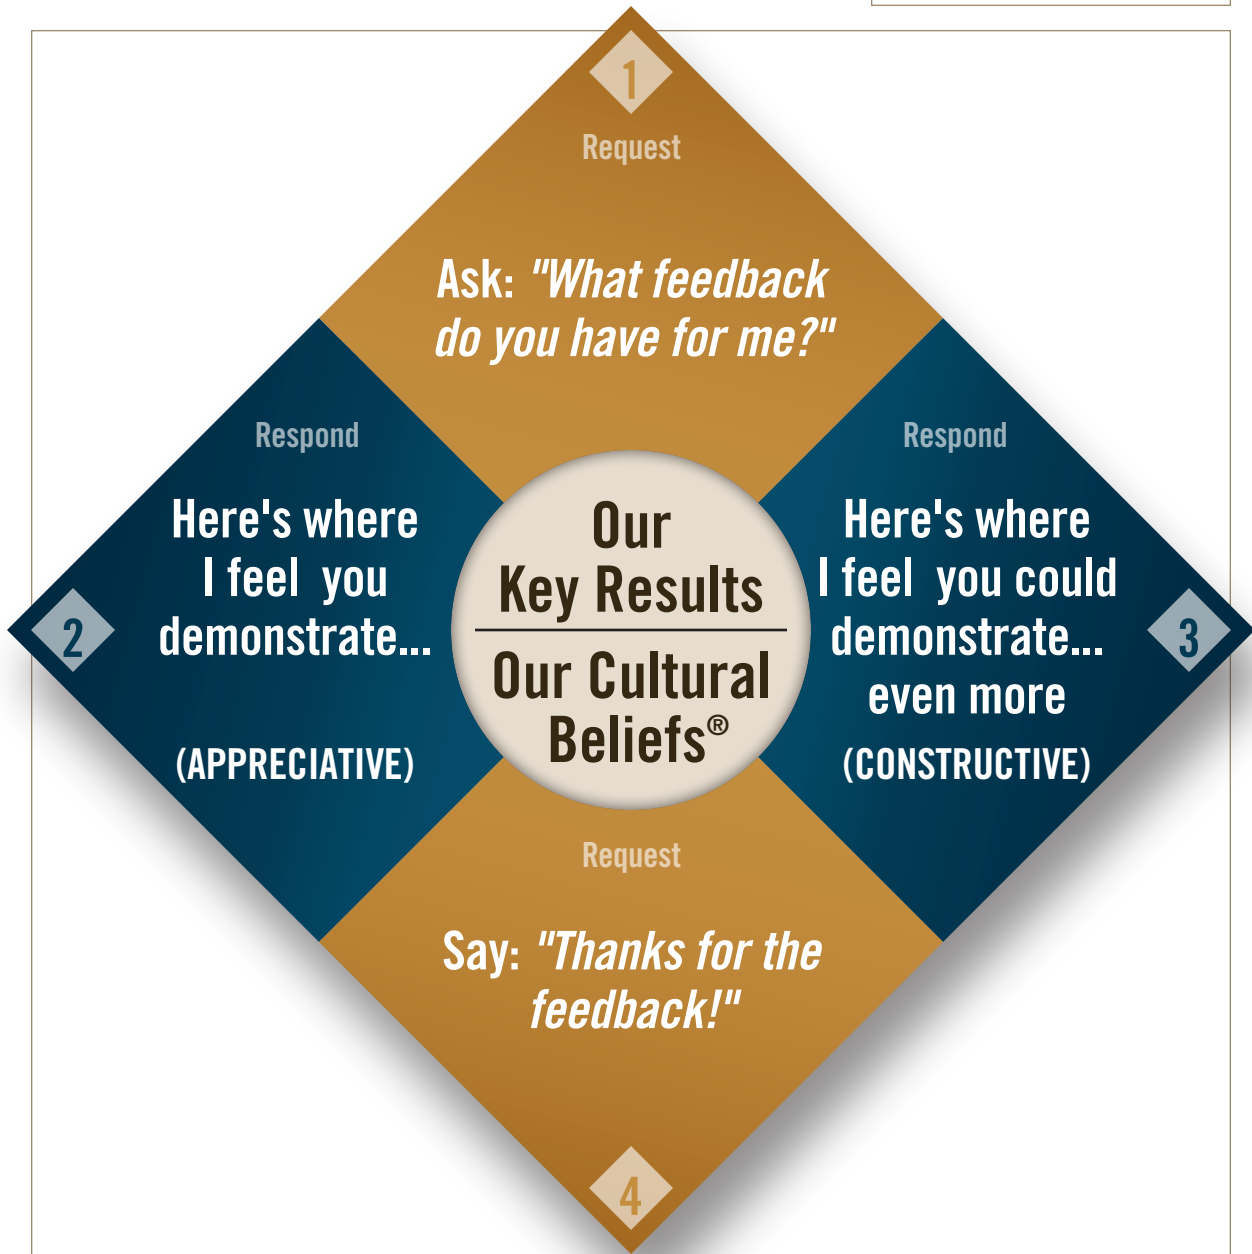 1
Request
Ask: "What feedback
do you have for me?"
2
Respond
Here's where
I feel  you
demonstrate...
(APPRECIATIVE)
Our
Key Results
Our Cultural
Beliefs®
3
Respond
Here's where
I feel  you could
demonstrate...
even more
(CONSTRUCTIVE)
Request
Say: "Thanks for the
feedback!"
4